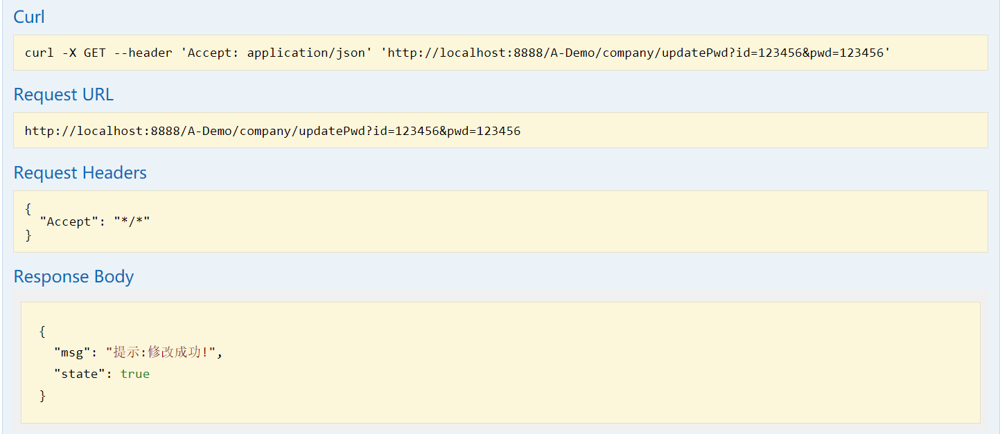 Curl
curl -X GET --header 'Accept: application/json' 'http://localhost:8888/A-Demo/company/updatePwd?id=123456&pwd=123456'
Request URL
http://localhost:8888/A-Demo/company/updatePwd?id=123456&pwd=123456
Request Headers
{
  "Accept": "*/*"
}
Response Body
{
  "msg": "提示:修改成功!",
  "state": true
}